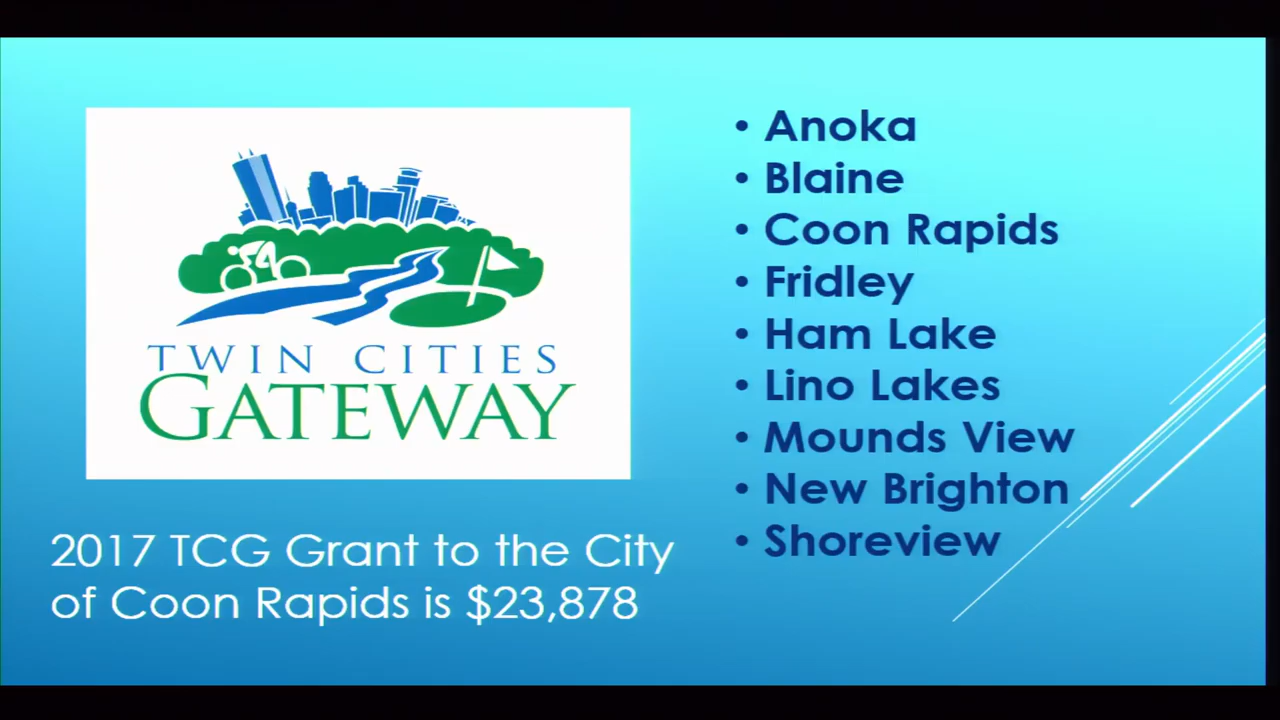 TWIN CITIES
GATEWAY
2017 TCG Grant to the City
of Coon Rapids is $23,878
• Anoka
• Blaine
• Coon Rapids
• Fridley
• Ham Lake
• Lino Lakes
• Mounds View
• New Brighton
• Shoreview